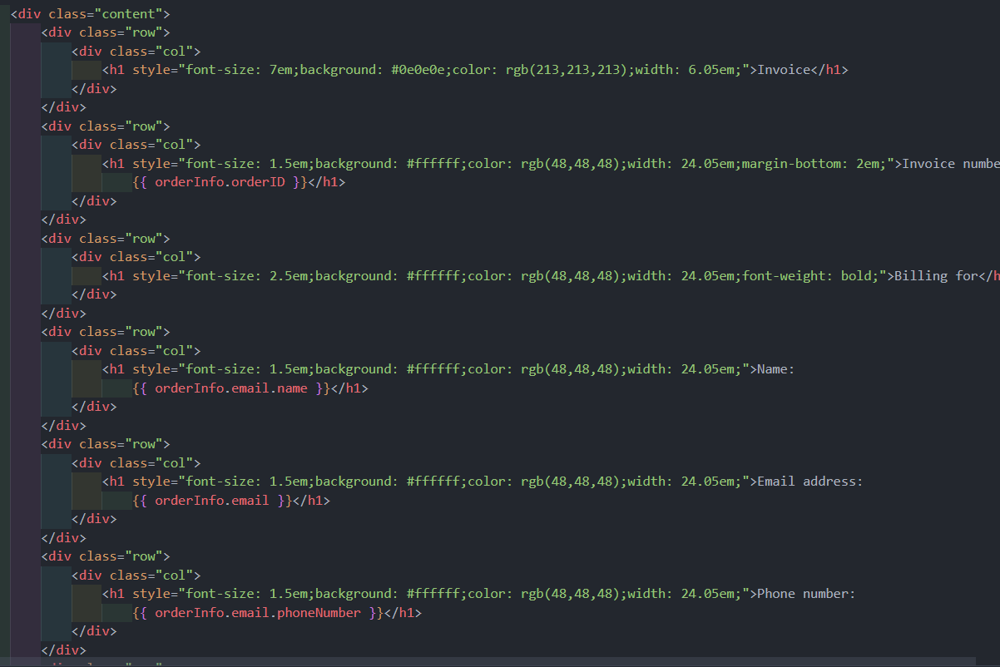 <div class="content">
<div class="row">
<div class="col">
<h1 style="font-size: 7em;background: #0e0e0e;color: rgb(213,213,213);width: 6.05em;">Invoice</h1>
</div>
</div>
<div class="row">
<div class="col">
<h1 style="font-size: 1.5em;background: #ffffff;color: rgb(48,48,48);width: 24.05em;margin-bottom: 2em;">Invoice numbe
{{ orderInfo.orderID }}</h1>
</div>
</div>
<div class="row">
<div class="col">
<h1 style="font-size: 2.5em;background: #ffffff;color: rgb(48,48,48);width: 24.05em;font-weight: bold;">Billing for</h
</div>
</div>
<div class="row">
<div class="col">
<h1 style="font-size: 1.5em;background: #ffffff;color: rgb(48,48,48);width: 24.05em;">Name:
{{ orderInfo.email.name }}</h1>
</div>
</div>
<div class="row">
<div class="col">
<h1 style="font-size: 1.5em;background: #ffffff;color: rgb(48,48,48);width: 24.05em;">Email address:
{{ orderInfo.email }}</h1>
</div>
</div>
<div class="row">
<div class="col">
<h1 style="font-size: 1.5em;background: #ffffff;color: rgb(48,48,48);width: 24.05em;">Phone number:
{{ orderInfo.email.phoneNumber }}</h1>
</div>
</div>